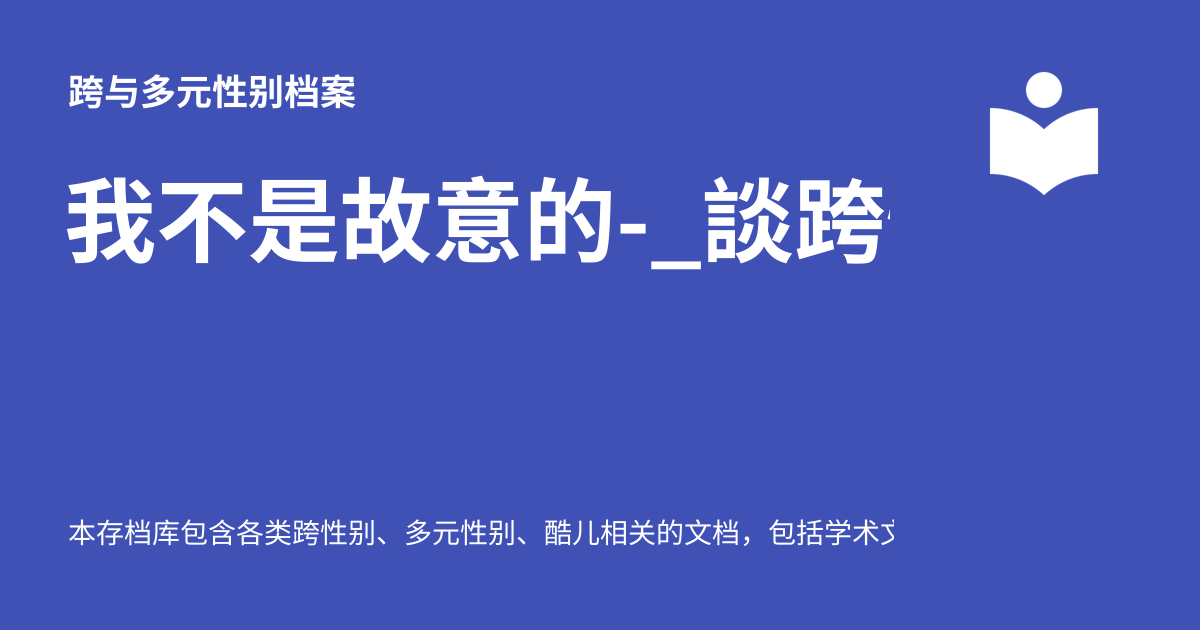 跨与多元性别档案
我不是故意的-_談跨
本存档库包含各类跨性别、多元性别、酷儿相关的文档，包括学术